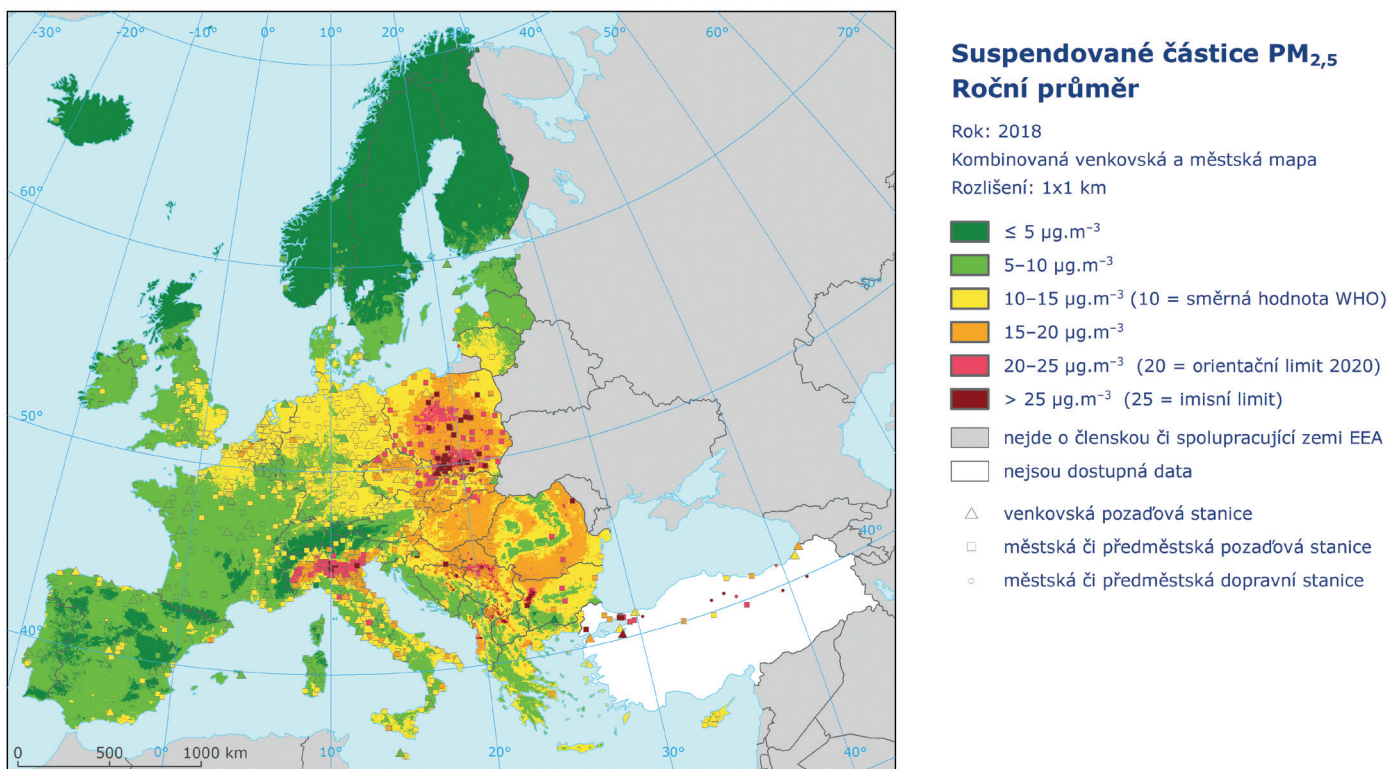 -30° -20° -10° 0° 10° 20° 30° 40° 50° 60° 70°
60°
50°
50°
40°
40°
0 500 1000 km
0° 10° 20° 30° 40°
Suspendované částice PM2,5
Roční průměr
Rok: 2018
Kombinovaná venkovská a městská mapa
Rozlišení: 1x1 km
≤ 5 µg.m⁻³
5–10 µg.m⁻³
10–15 µg.m⁻³ (10 = směrná hodnota WHO)
15–20 µg.m⁻³
20–25 µg.m⁻³ (20 = orientační limit 2020)
> 25 µg.m⁻³ (25 = imisní limit)
nejde o členskou či spolupracující zemi EEA
nejsou dostupná data
venkovská pozaďová stanice
městská či předměstská pozaďová stanice
městská či předměstská dopravní stanice